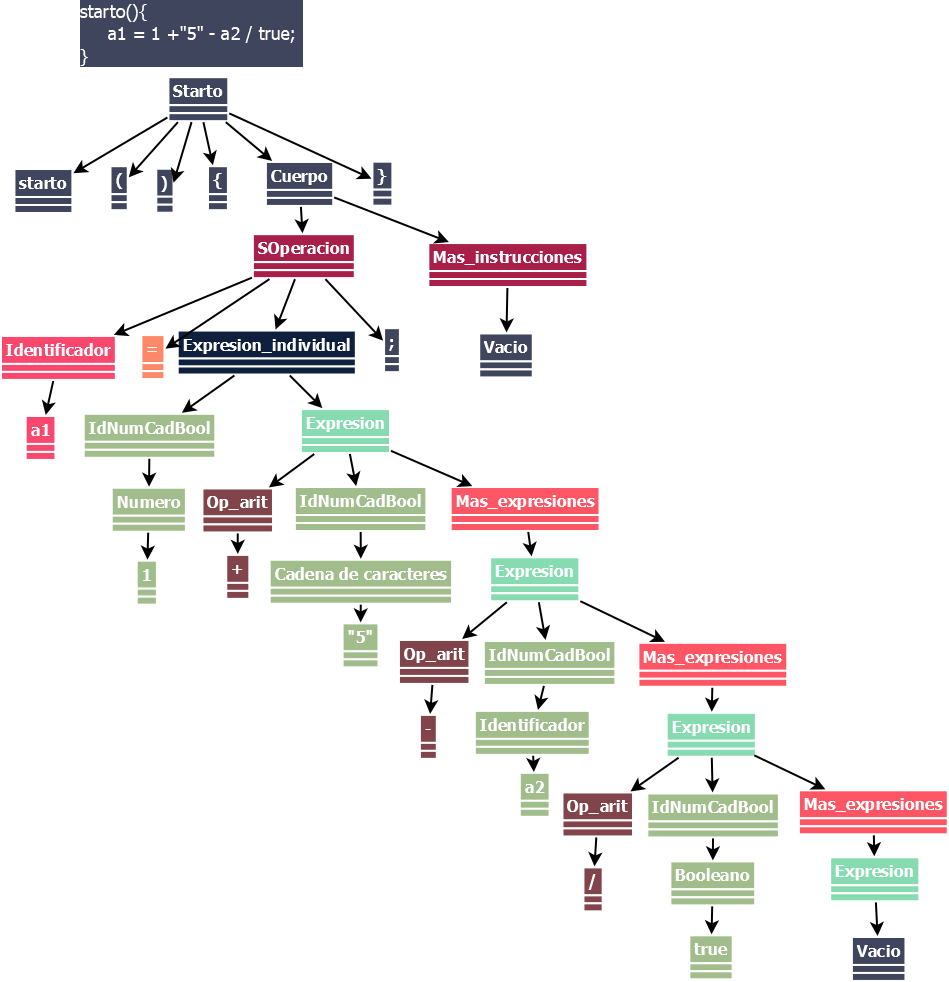 starto(){
a1 = 1 +"5" - a2 / true;
}
Starto
starto
(
)
{
Cuerpo
}
SOperacion
Mas_instrucciones
Identificador
=
Expresion_individual
;
Vacio
a1
IdNumCadBool
Expresion
Numero
Op_arit
IdNumCadBool
Mas_expresiones
1
+
Cadena de caracteres
Expresion
"5"
Op_arit
IdNumCadBool
Mas_expresiones
-
Identificador
Expresion
a2
Op_arit
IdNumCadBool
Mas_expresiones
/
Booleano
Expresion
true
Vacio